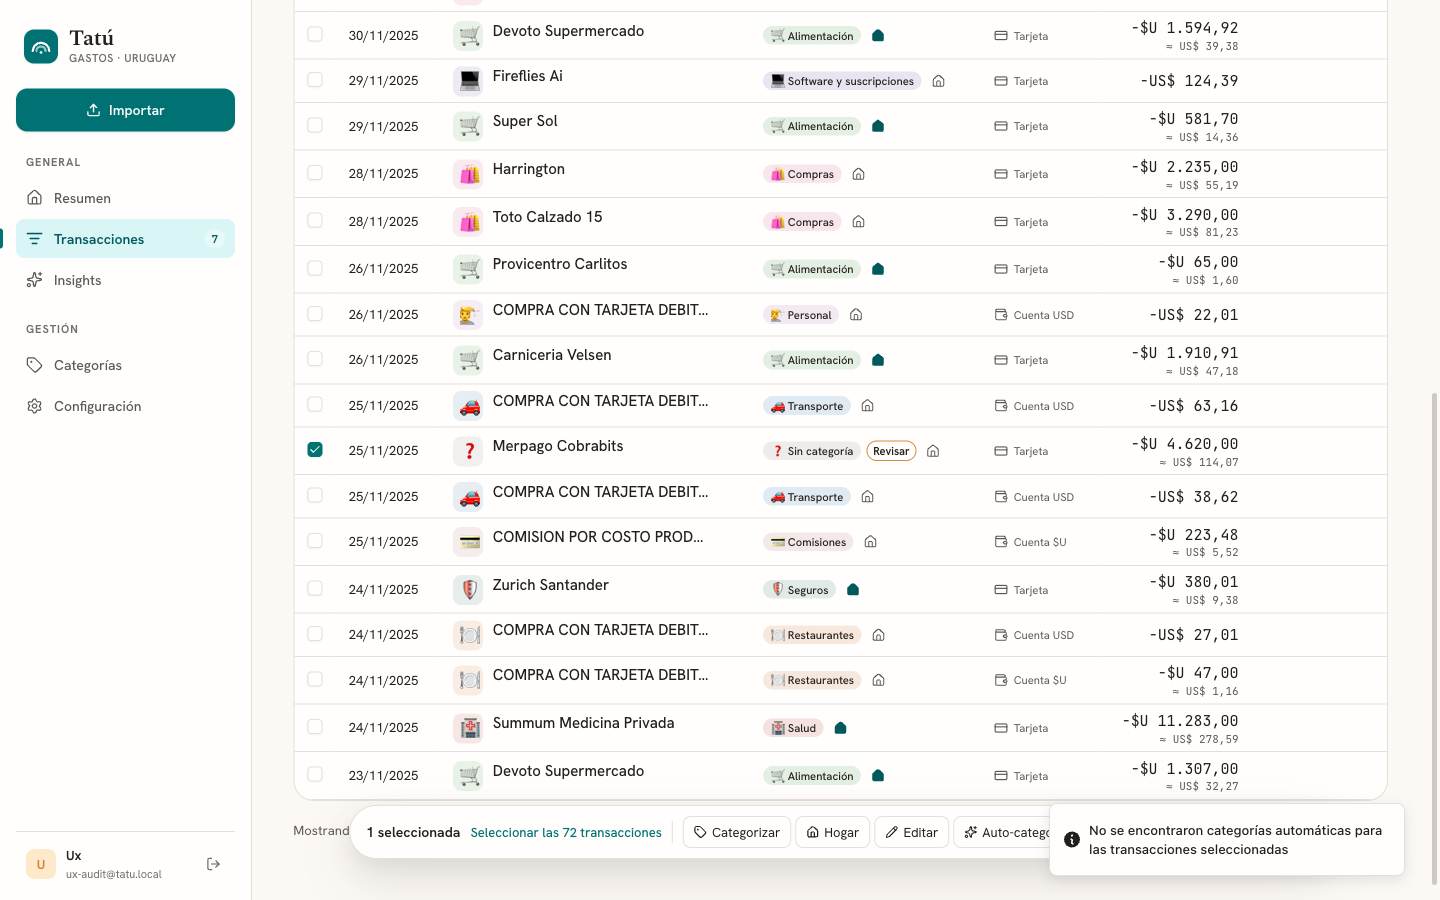 Tatú
GASTOS · URUGUAY
Importar
GENERAL
Resumen
Transacciones 7
Insights
GESTIÓN
Categorías
Configuración
U
Ux
ux-audit@tatu.local
30/11/2025 Devoto Supermercado Alimentación Tarjeta -$U 1.594,92
≈ US$ 39,38
29/11/2025 Fireflies Ai Software y suscripciones Tarjeta -US$ 124,39
29/11/2025 Super Sol Alimentación Tarjeta -$U 581,70
≈ US$ 14,36
28/11/2025 Harrington Compras Tarjeta -$U 2.235,00
≈ US$ 55,19
28/11/2025 Toto Calzado 15 Compras Tarjeta -$U 3.290,00
≈ US$ 81,23
26/11/2025 Provicentro Carlitos Alimentación Tarjeta -$U 65,00
≈ US$ 1,60
26/11/2025 COMPRA CON TARJETA DEBIT... Personal Cuenta USD -US$ 22,01
26/11/2025 Carniceria Velsen Alimentación Tarjeta -$U 1.910,91
≈ US$ 47,18
25/11/2025 COMPRA CON TARJETA DEBIT... Transporte Cuenta USD -US$ 63,16
25/11/2025 Merpago Cobrabits Sin categoría Revisar Tarjeta -$U 4.620,00
≈ US$ 114,07
25/11/2025 COMPRA CON TARJETA DEBIT... Transporte Cuenta USD -US$ 38,62
25/11/2025 COMISION POR COSTO PROD... Comisiones Cuenta $U -$U 223,48
≈ US$ 5,52
24/11/2025 Zurich Santander Seguros Tarjeta -$U 380,01
≈ US$ 9,38
24/11/2025 COMPRA CON TARJETA DEBIT... Restaurantes Cuenta USD -US$ 27,01
24/11/2025 COMPRA CON TARJETA DEBIT... Restaurantes Cuenta $U -$U 47,00
≈ US$ 1,16
24/11/2025 Summum Medicina Privada Salud Tarjeta -$U 11.283,00
≈ US$ 278,59
23/11/2025 Devoto Supermercado Alimentación Tarjeta -$U 1.307,00
≈ US$ 32,27
Mostrand
1 seleccionada Seleccionar las 72 transacciones Categorizar Hogar Editar Auto-catego
No se encontraron categorías automáticas para
las transacciones seleccionadas